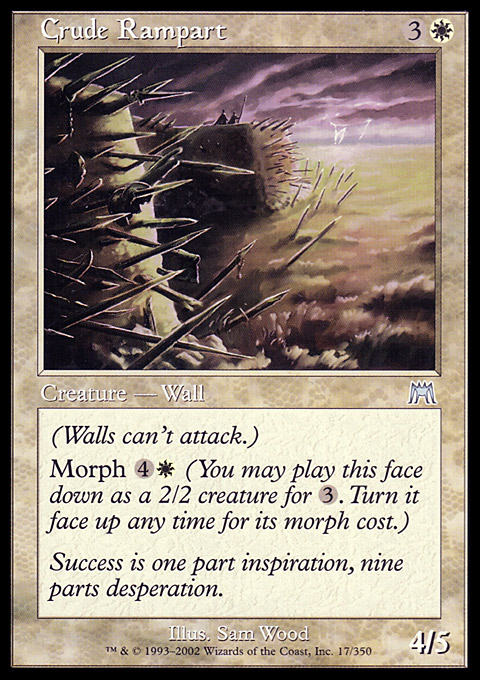 Crude Rampart
3
Creature — Wall
(Walls can't attack.)
Morph 4 (You may play this face
down as a 2/2 creature for 3. Turn it
face up any time for its morph cost.)
Success is one part inspiration, nine
parts desperation.
Illus. Sam Wood
™ & © 1993–2002 Wizards of the Coast, Inc. 17/350
4/5